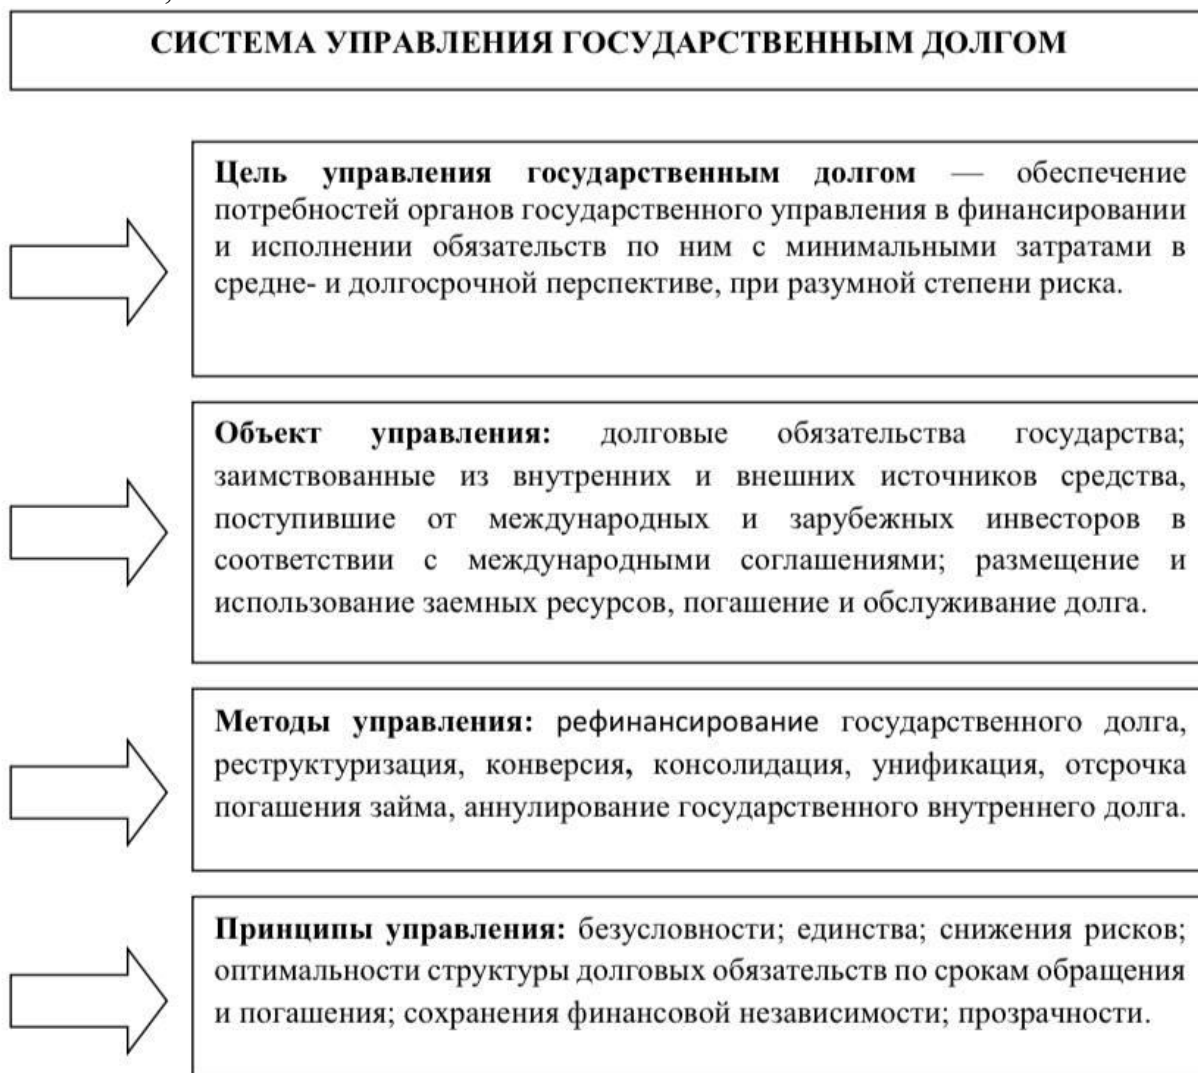 СИСТЕМА УПРАВЛЕНИЯ ГОСУДАРСТВЕННЫМ ДОЛГОМ
Цель управления государственным долгом — обеспечение
потребностей органов государственного управления в финансировании
и исполнении обязательств по ним с минимальными затратами в
средне- и долгосрочной перспективе, при разумной степени риска.
Объект управления: долговые обязательства государства;
заимствованные из внутренних и внешних источников средства,
поступившие от международных и зарубежных инвесторов в
соответствии с международными соглашениями; размещение и
использование заемных ресурсов, погашение и обслуживание долга.
Методы управления: рефинансирование государственного долга,
реструктуризация, конверсия, консолидация, унификация, отсрочка
погашения займа, аннулирование государственного внутреннего долга.
Принципы управления: безусловности; единства; снижения рисков;
оптимальности структуры долговых обязательств по срокам обращения
и погашения; сохранения финансовой независимости; прозрачности.